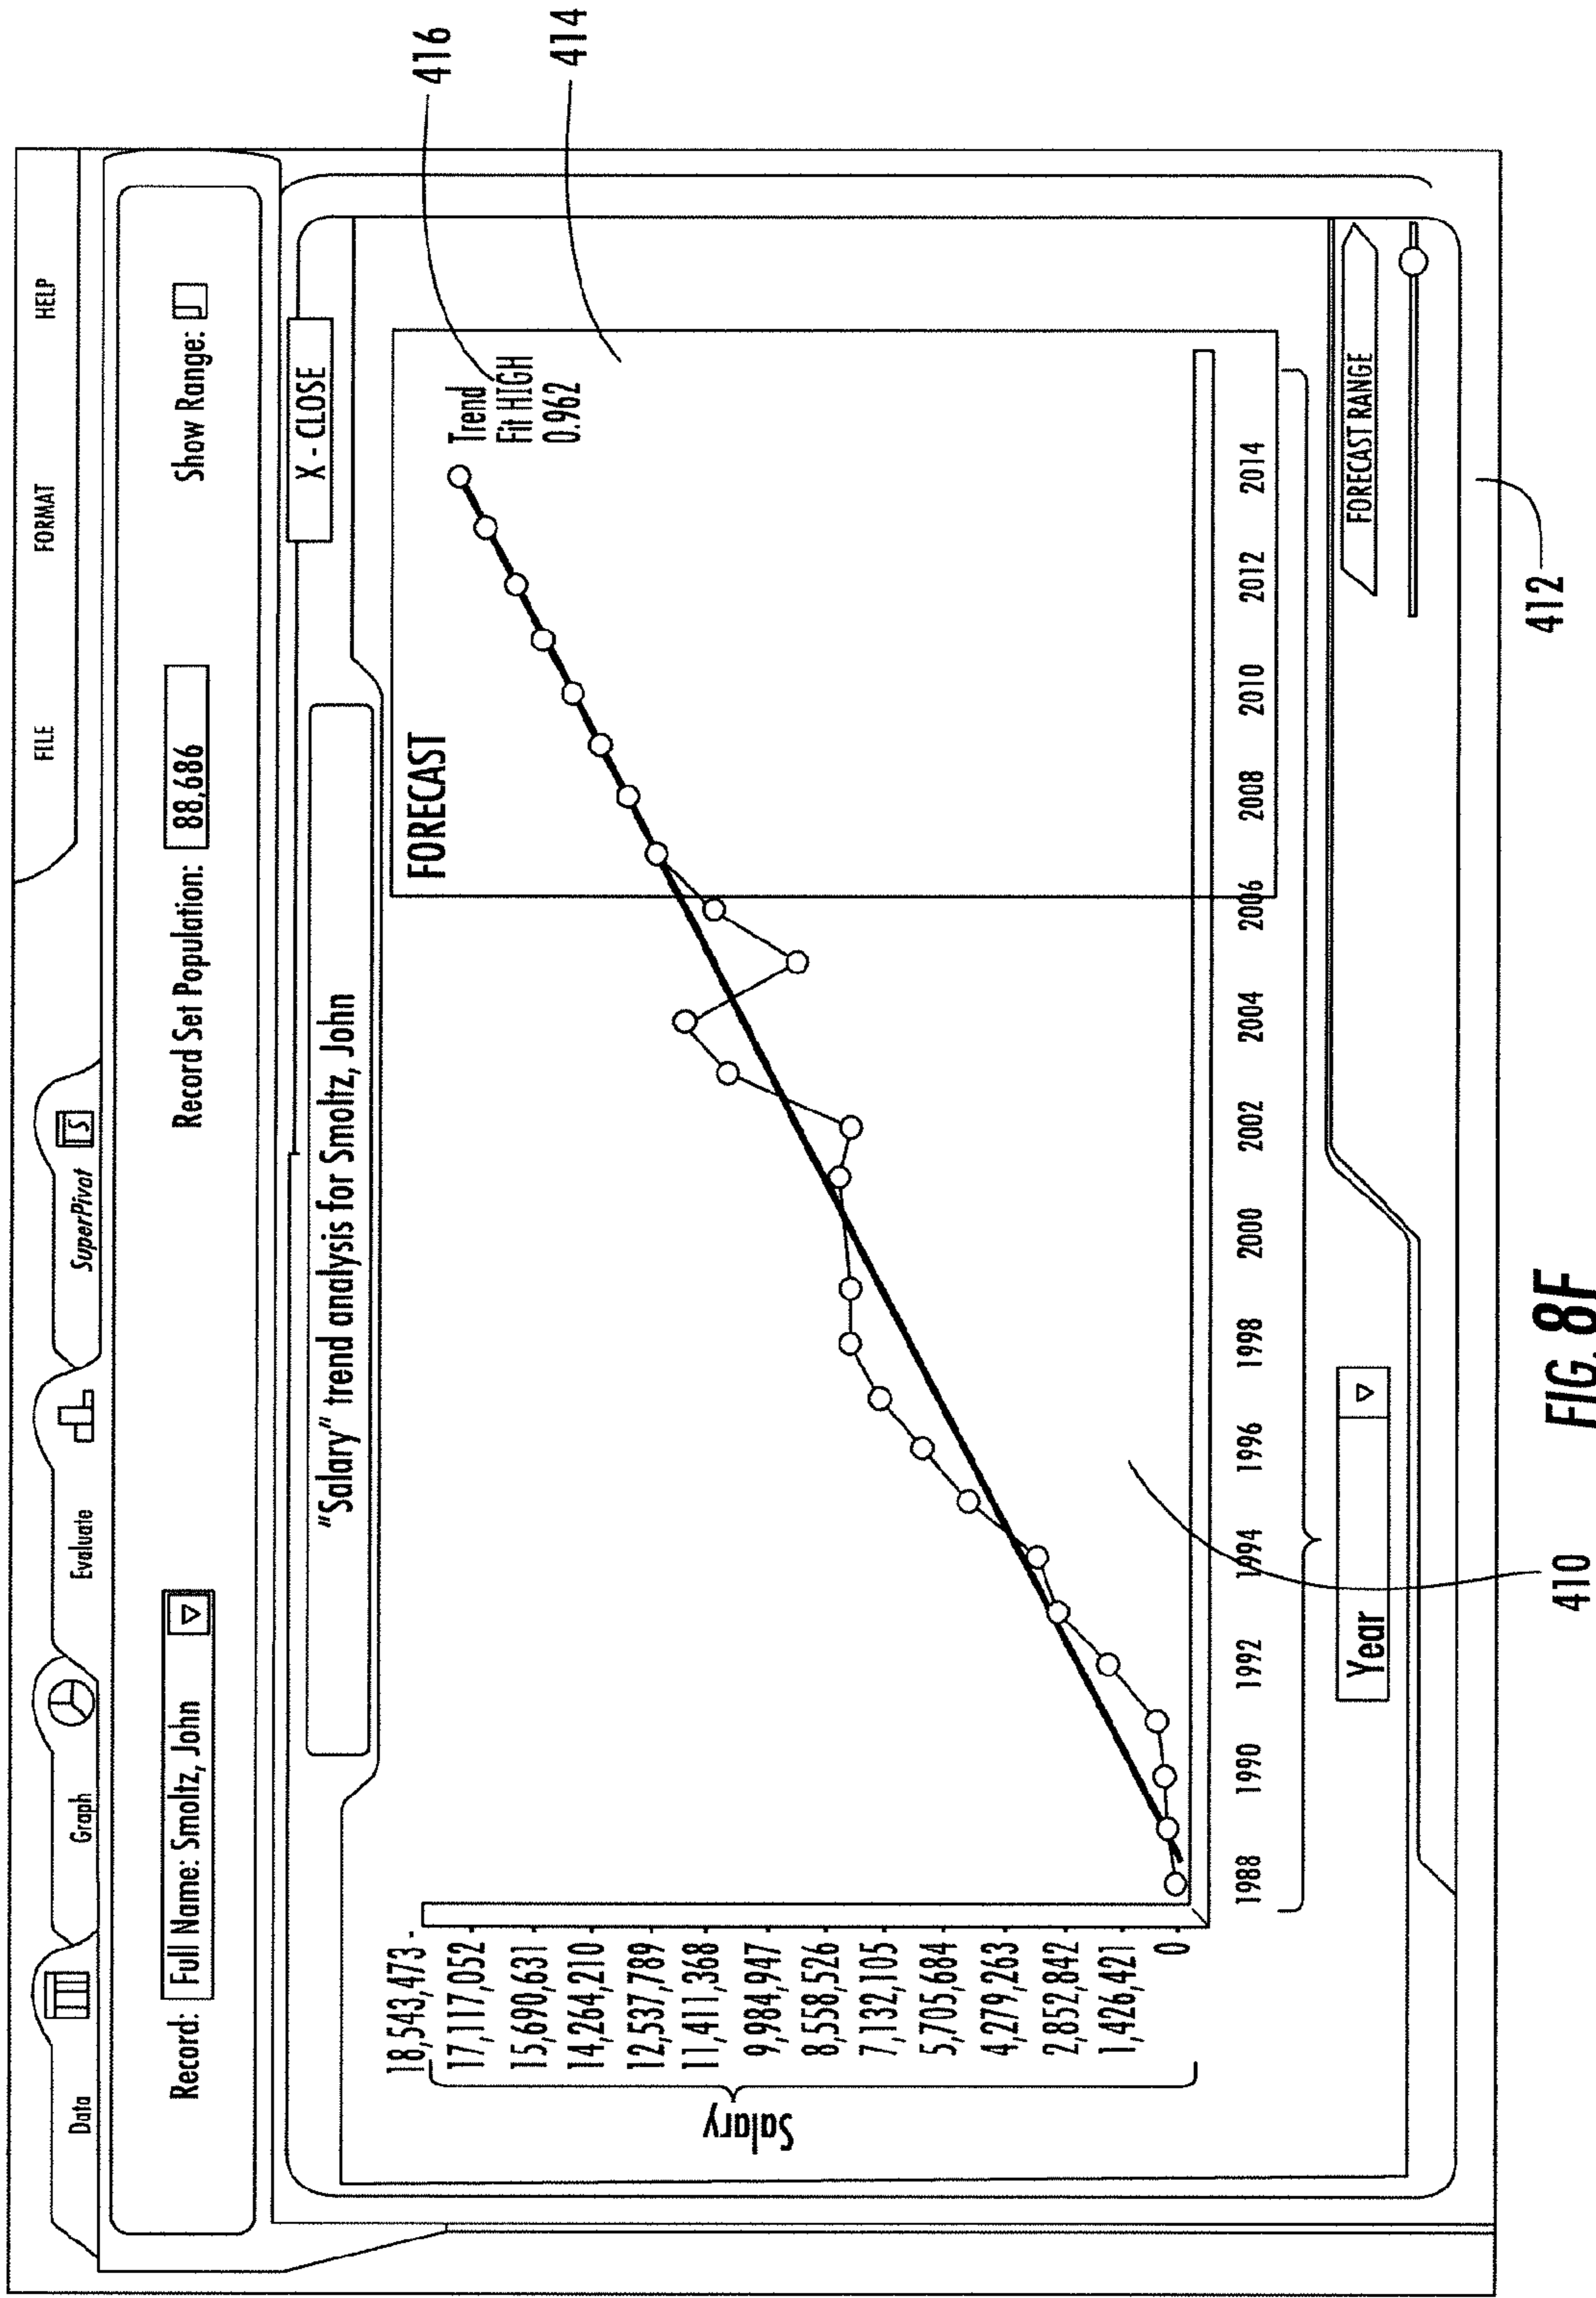 FILE FORMAT HELP
Data Graph Evaluate SuperPivot S
Record: Full Name: Smoltz, John Record Set Population: 88,686 Show Range:
X - CLOSE
"Salary" trend analysis for Smoltz, John
FORECAST
Trend
Fit HIGH
0.962
416
414
Salary
18,543,473
17,117,052
15,690,631
14,264,210
12,537,789
11,411,368
9,984,947
8,558,526
7,132,105
5,705,684
4,279,263
2,852,842
1,426,421
0
1988 1990 1992 1994 1996 1998 2000 2002 2004 2006 2008 2010 2012 2014
Year
FORECAST RANGE
410
412
FIG. 8F